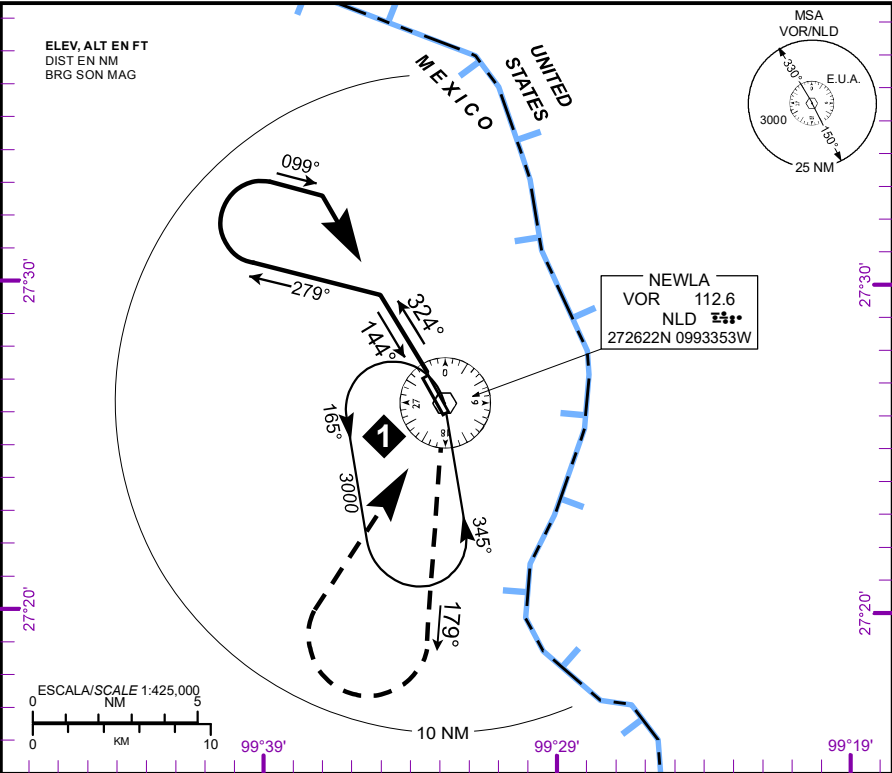 ELEV, ALT EN FT
DIST EN NM
BRG SON MAG
MEXICO
UNITED
STATES
MSA
VOR/NLD
330°
E.U.A.
3000
150°
25 NM
099°
279°
324°
144°
NEWLA
VOR 112.6
NLD
272622N 0993353W
0
9
18
27
165°
1
3000
345°
179°
27°30'
27°30'
27°20'
27°20'
ESCALA/SCALE 1:425,000
0 NM 5
0 KM 10
10 NM
99°39'
99°29'
99°19'